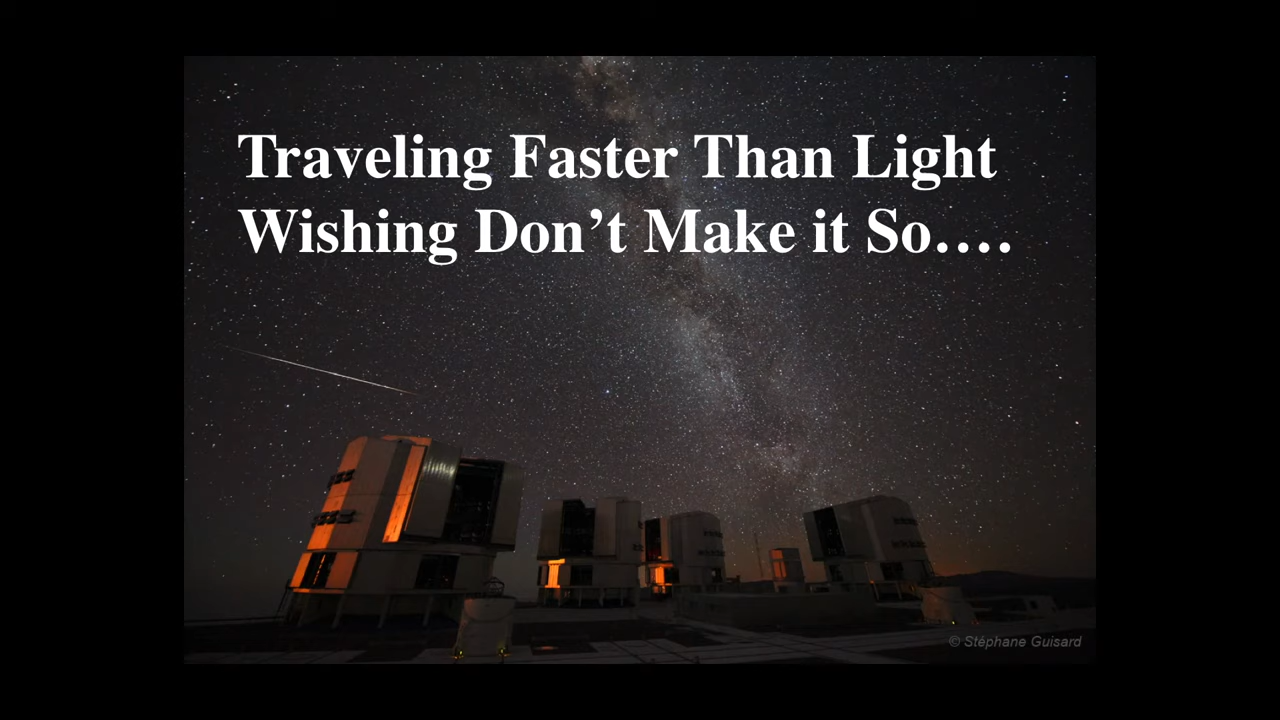 Traveling Faster Than Light
Wishing Don’t Make it So….
© Stéphane Guisard